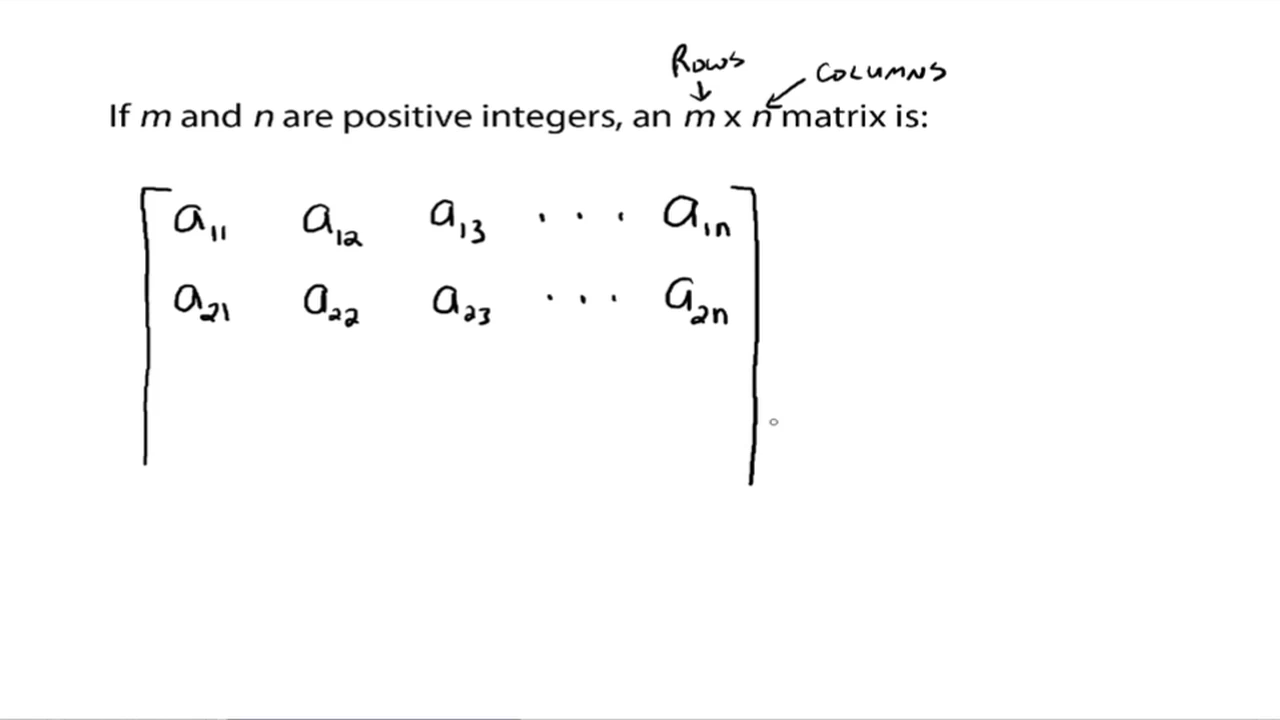 Rows
COLUMNS
If m and n are positive integers, an m x n matrix is:
a11 a12 a13 ... a1n
a21 a22 a23 ... a2n